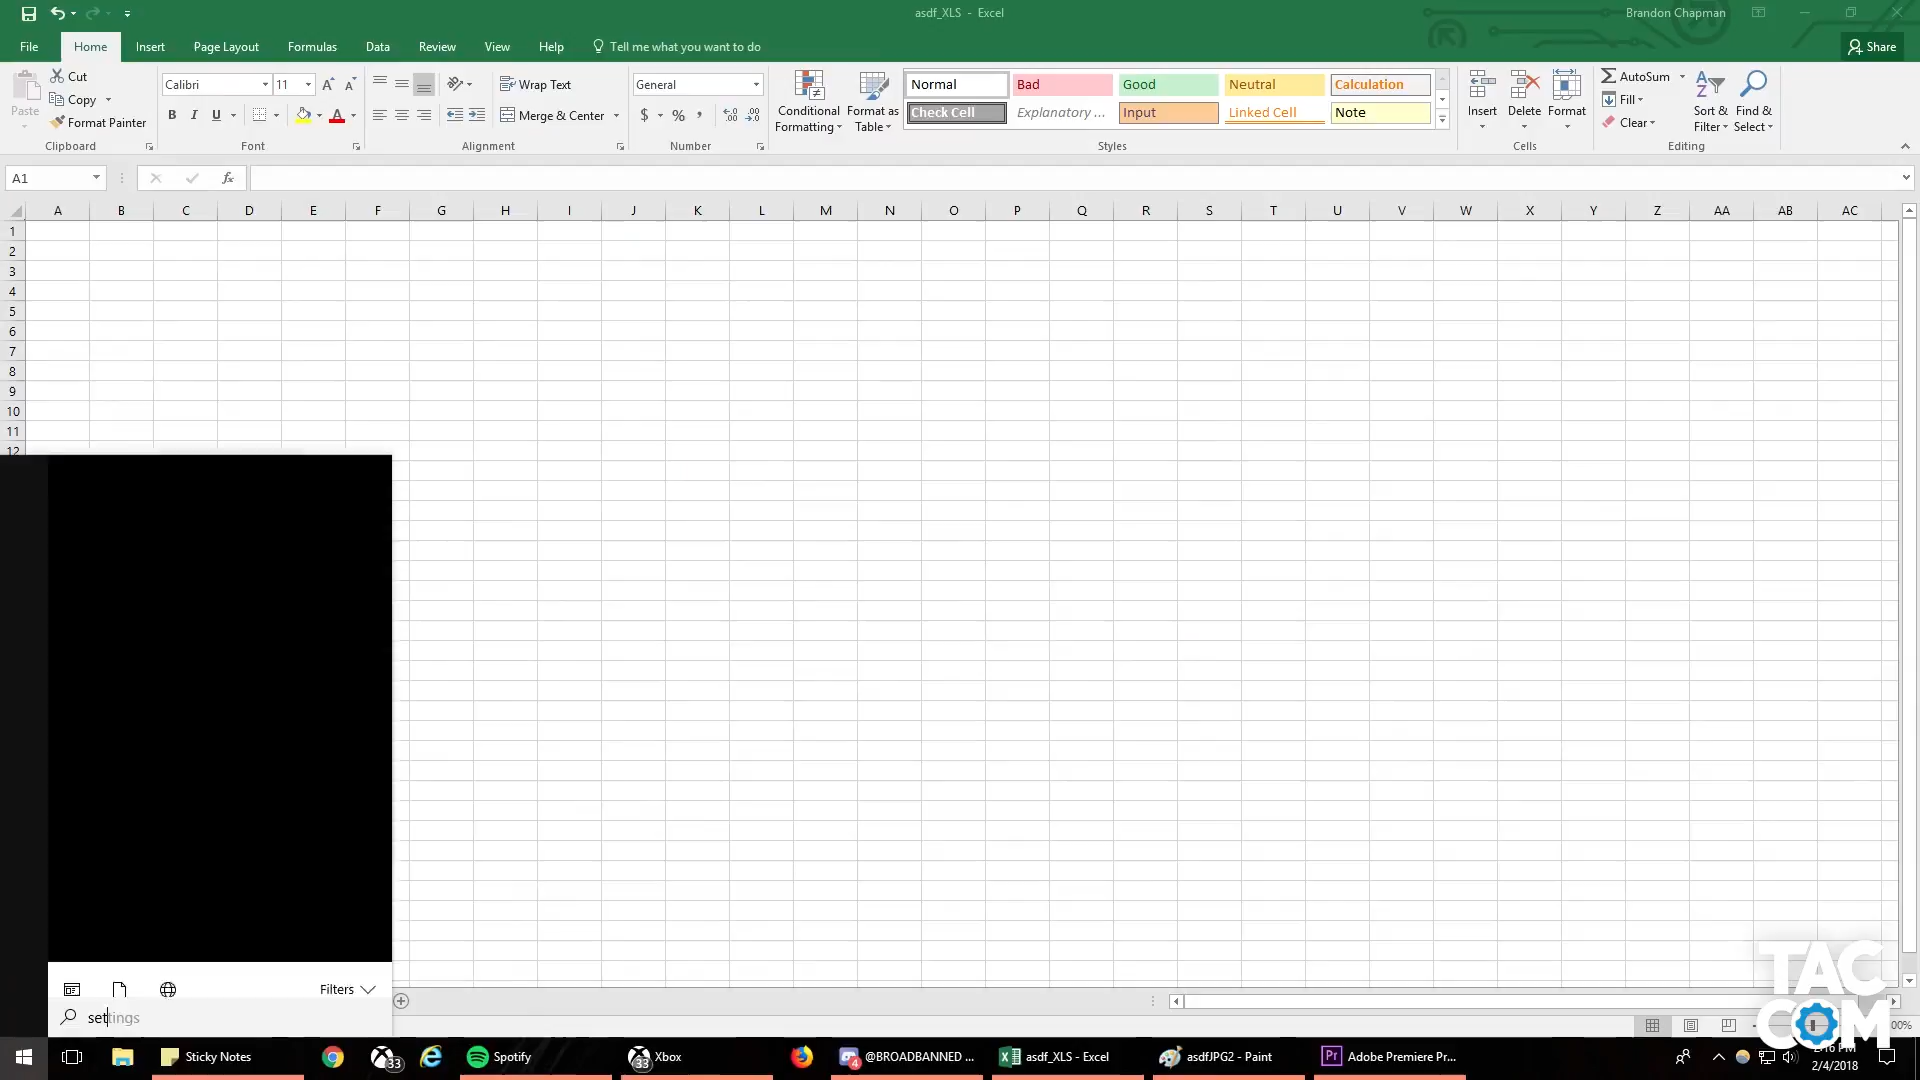 asdf_XLS - Excel
Brandon Chapman
File Home Insert Page Layout Formulas Data Review View Help Tell me what you want to do Share
Paste
Cut
Copy
Format Painter
Clipboard
Calibri 11
B I U A
Font
Wrap Text
Merge & Center
Alignment
General
$ % ,
Number
Conditional Formatting
Format as Table
Normal Bad Good Neutral Calculation
Check Cell Explanatory ... Input Linked Cell Note
Styles
Insert Delete Format
Cells
AutoSum
Fill
Clear
Sort & Filter
Find & Select
Editing
A1 fx
A B C D E F G H I J K L M N O P Q R S T U V W X Y Z AA AB AC
1
2
3
4
5
6
7
8
9
10
11
12
Filters
settings
TAC
COM
Sticky Notes
33
Spotify
33
Xbox
4
@BROADBANNED ...
asdf_XLS - Excel
asdfJPG2 - Paint
Adobe Premiere Pr...
2/4/2018